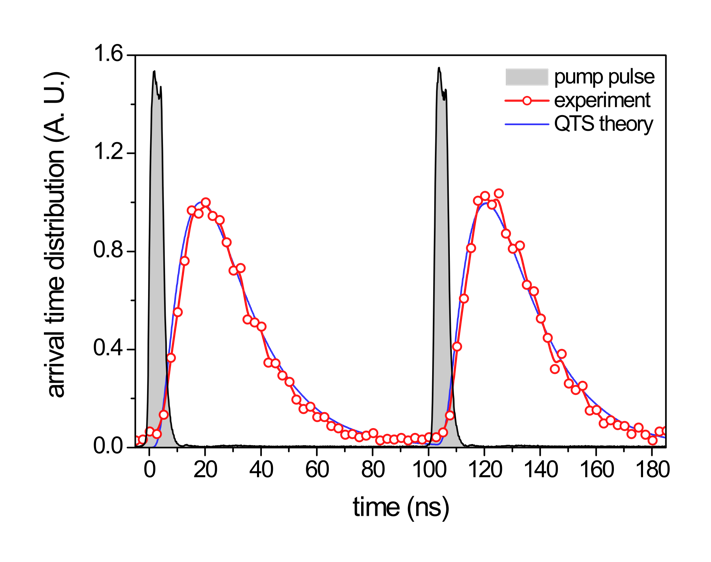 1.6
1.2
0.8
0.4
0.0
arrival time distribution (A. U.)
pump pulse
experiment
QTS theory
0 20 40 60 80 100 120 140 160 180
time (ns)